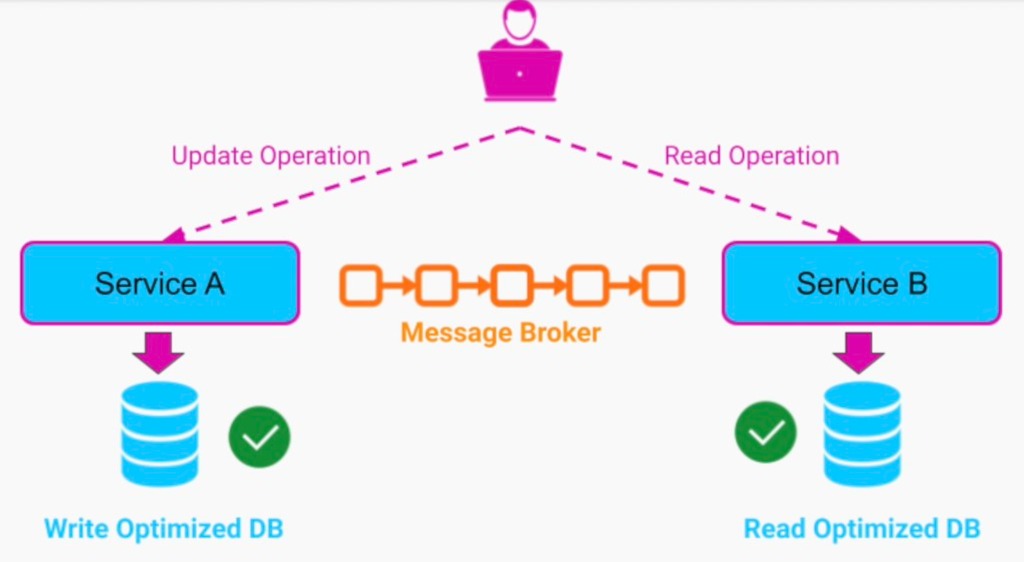 Update Operation
Read Operation
Service A
Service B
Message Broker
Write Optimized DB
Read Optimized DB